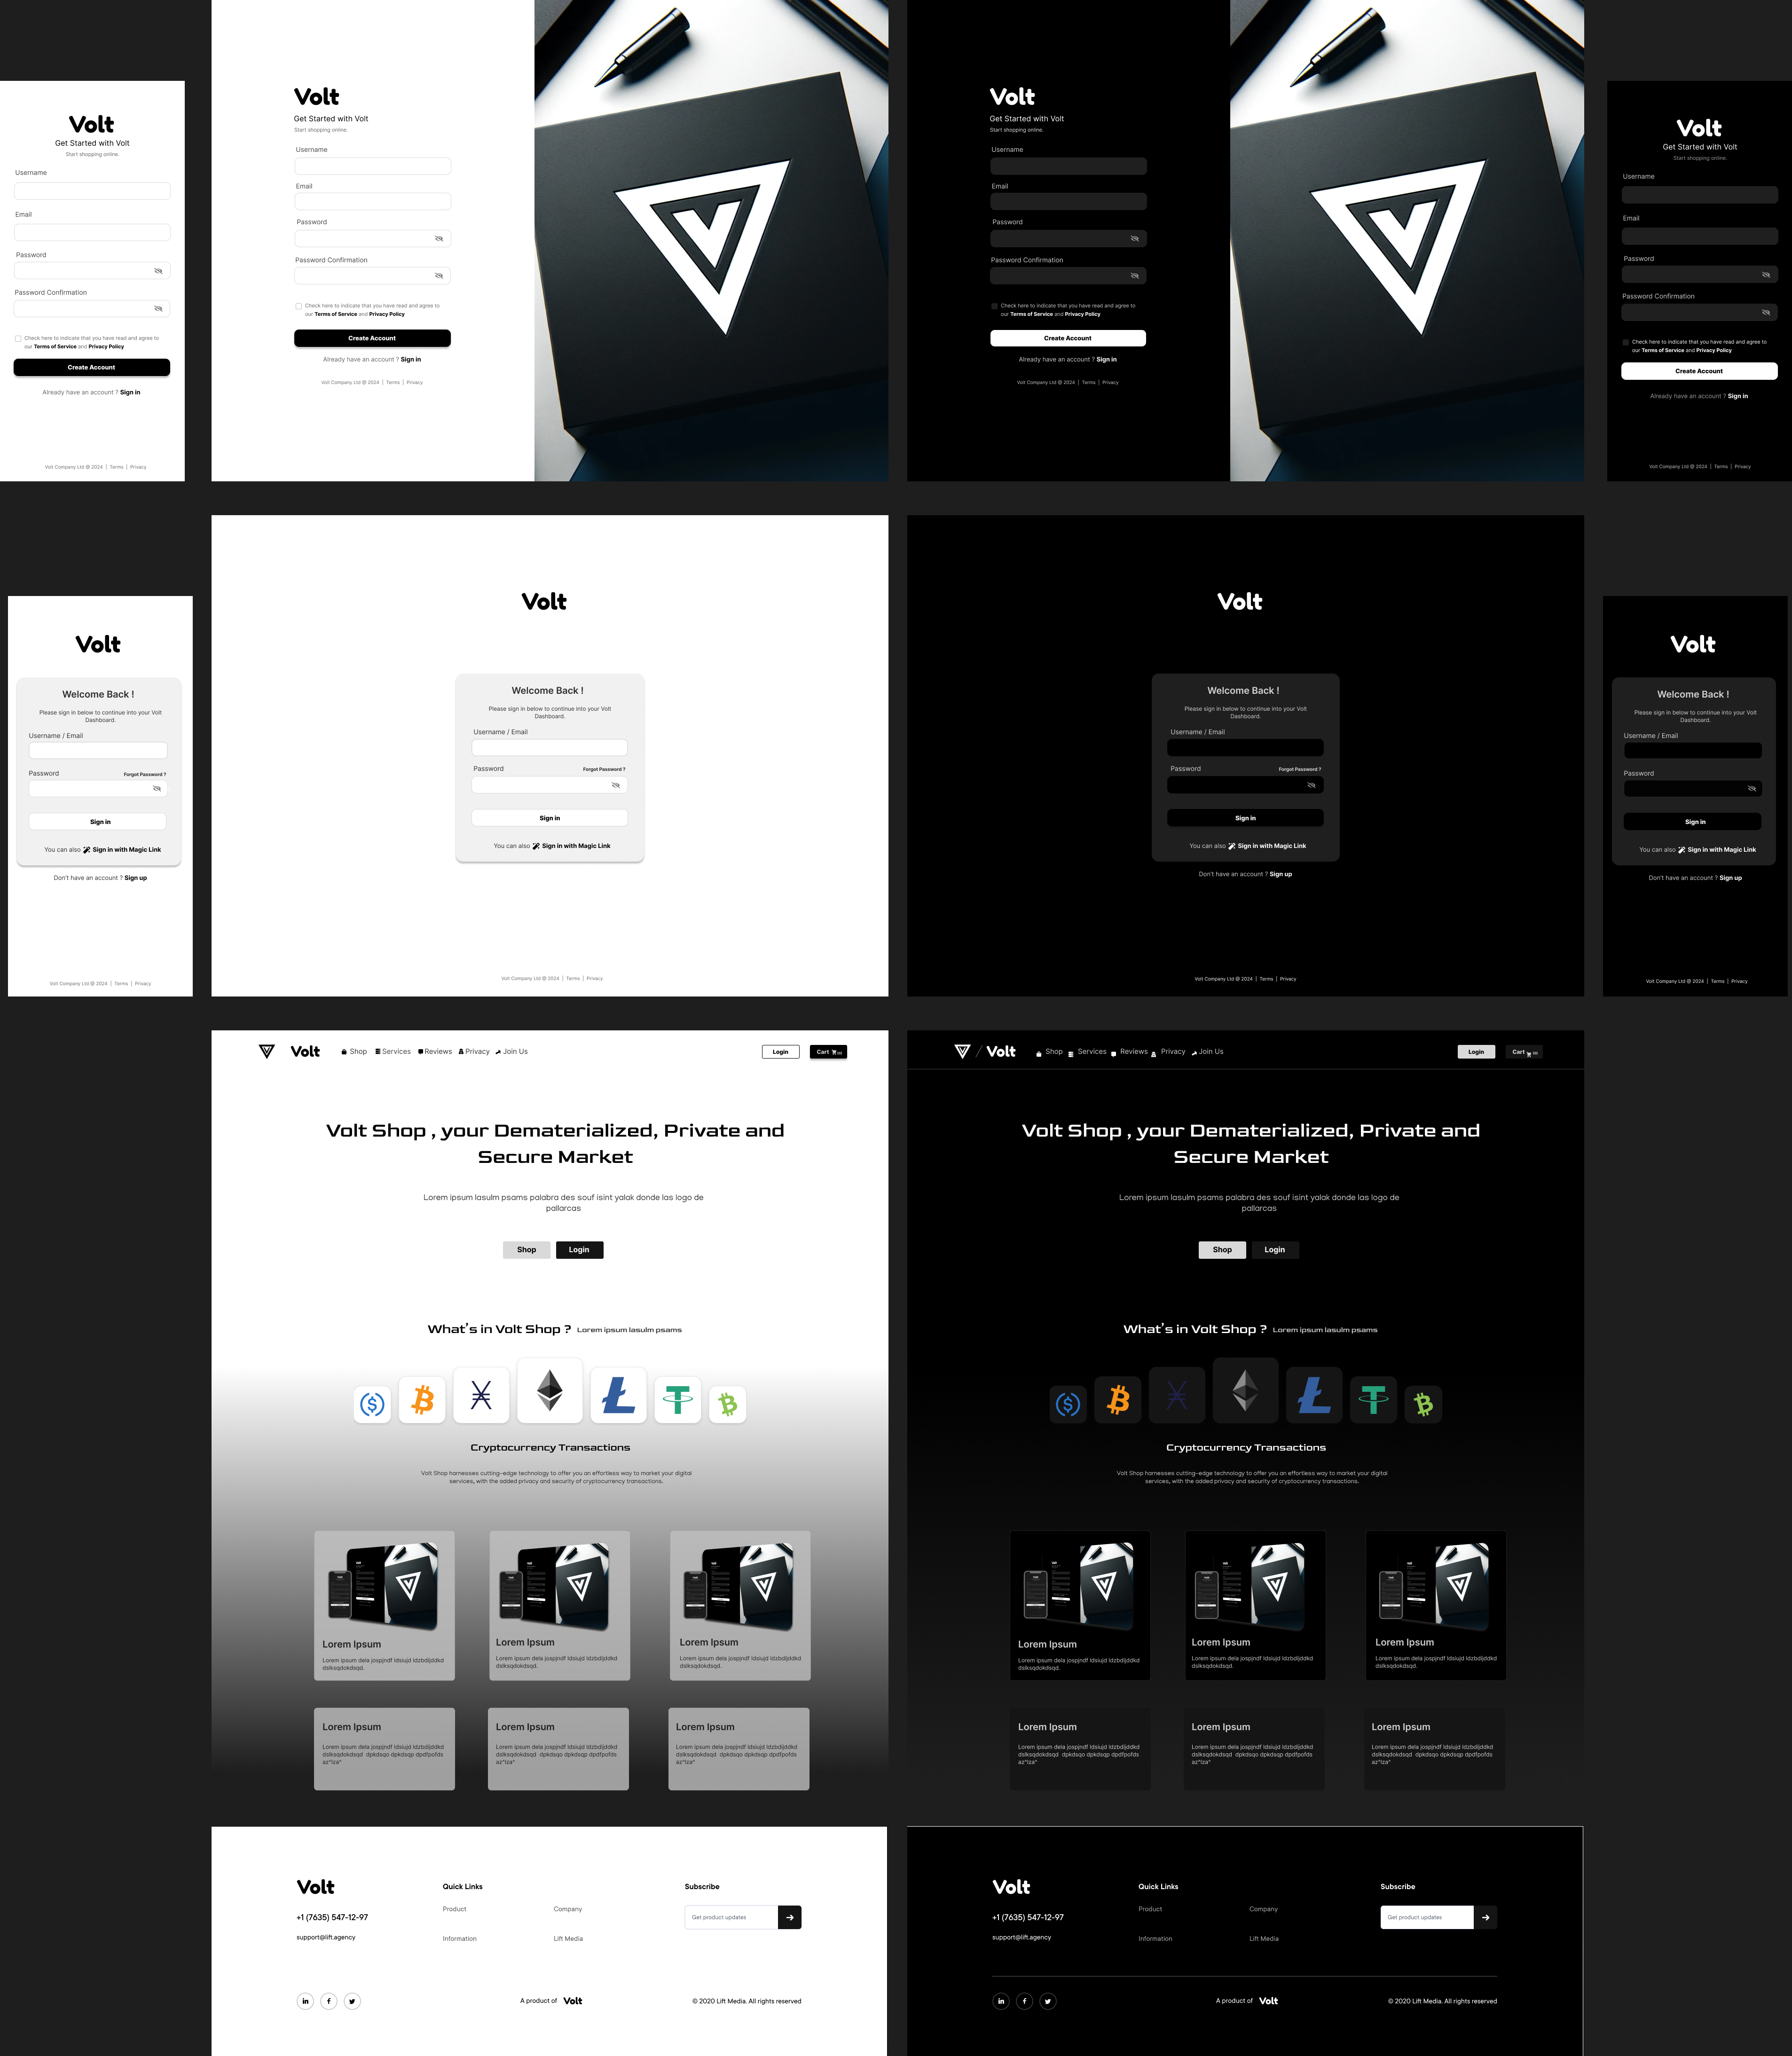 Volt
Get Started with Volt
Start shopping online.
Username
Email
Password
Password Confirmation
Check here to indicate that you have read and agree to
our Terms of Service and Privacy Policy
Create Account
Already have an account ? Sign in
Volt Company Ltd @ 2024 | Terms | Privacy
Volt
Get Started with Volt
Start shopping online.
Username
Email
Password
Password Confirmation
Check here to indicate that you have read and agree to
our Terms of Service and Privacy Policy
Create Account
Already have an account ? Sign in
Volt Company Ltd @ 2024 | Terms | Privacy
Volt
Get Started with Volt
Start shopping online.
Username
Email
Password
Password Confirmation
Check here to indicate that you have read and agree to
our Terms of Service and Privacy Policy
Create Account
Already have an account ? Sign in
Volt Company Ltd @ 2024 | Terms | Privacy
Volt
Get Started with Volt
Start shopping online.
Username
Email
Password
Password Confirmation
Check here to indicate that you have read and agree to
our Terms of Service and Privacy Policy
Create Account
Already have an account ? Sign in
Volt Company Ltd @ 2024 | Terms | Privacy
Volt
Welcome Back !
Please sign in below to continue into your Volt
Dashboard.
Username / Email
Password Forgot Password ?
Sign in
You can also Sign in with Magic Link
Don't have an account ? Sign up
Volt Company Ltd @ 2024 | Terms | Privacy
Volt
Welcome Back !
Please sign in below to continue into your Volt
Dashboard.
Username / Email
Password Forgot Password ?
Sign in
You can also Sign in with Magic Link
Volt Company Ltd @ 2024 | Terms | Privacy
Volt
Welcome Back !
Please sign in below to continue into your Volt
Dashboard.
Username / Email
Password Forgot Password ?
Sign in
You can also Sign in with Magic Link
Don't have an account ? Sign up
Volt Company Ltd @ 2024 | Terms | Privacy
Volt
Welcome Back !
Please sign in below to continue into your Volt
Dashboard.
Username / Email
Password
Sign in
You can also Sign in with Magic Link
Don't have an account ? Sign up
Volt Company Ltd @ 2024 | Terms | Privacy
Volt Shop Services Reviews Privacy Join Us Login Cart
Volt Shop , your Dematerialized, Private and
Secure Market
Lorem ipsum lasulm psams palabra des souf isint yalak donde las logo de
pallarcas
Shop Login
What's in Volt Shop ? Lorem ipsum lasulm psams
Cryptocurrency Transactions
Volt Shop harnesses cutting-edge technology to offer you an effortless way to market your digital
services, with the added privacy and security of cryptocurrency transactions.
Lorem Ipsum
Lorem ipsum dela jospjndf ldsiujd ldzbdijddkd
dslksqdokdsqd.
Lorem Ipsum
Lorem ipsum dela jospjndf ldsiujd ldzbdijddkd
dslksqdokdsqd.
Lorem Ipsum
Lorem ipsum dela jospjndf ldsiujd ldzbdijddkd
dslksqdokdsqd.
Lorem Ipsum
Lorem ipsum dela jospjndf ldsiujd ldzbdijddkd
dslksqdokdsqd dpkdsqo dpkdsqp dpdfpofds
az"lza"
Lorem Ipsum
Lorem ipsum dela jospjndf ldsiujd ldzbdijddkd
dslksqdokdsqd dpkdsqo dpkdsqp dpdfpofds
az"lza"
Lorem Ipsum
Lorem ipsum dela jospjndf ldsiujd ldzbdijddkd
dslksqdokdsqd dpkdsqo dpkdsqp dpdfpofds
az"lza"
Volt / Shop Services Reviews Privacy Join Us Login Cart
Volt Shop , your Dematerialized, Private and
Secure Market
Lorem ipsum lasulm psams palabra des souf isint yalak donde las logo de
pallarcas
Shop Login
What's in Volt Shop ? Lorem ipsum lasulm psams
Cryptocurrency Transactions
Volt Shop harnesses cutting-edge technology to offer you an effortless way to market your digital
services, with the added privacy and security of cryptocurrency transactions.
Lorem Ipsum
Lorem ipsum dela jospjndf ldsiujd ldzbdijddkd
dslksqdokdsqd.
Lorem Ipsum
Lorem ipsum dela jospjndf ldsiujd ldzbdijddkd
dslksqdokdsqd.
Lorem Ipsum
Lorem ipsum dela jospjndf ldsiujd ldzbdijddkd
dslksqdokdsqd.
Lorem Ipsum
Lorem ipsum dela jospjndf ldsiujd ldzbdijddkd
dslksqdokdsqd dpkdsqo dpkdsqp dpdfpofds
az"lza"
Lorem Ipsum
Lorem ipsum dela jospjndf ldsiujd ldzbdijddkd
dslksqdokdsqd dpkdsqo dpkdsqp dpdfpofds
az"lza"
Lorem Ipsum
Lorem ipsum dela jospjndf ldsiujd ldzbdijddkd
dslksqdokdsqd dpkdsqo dpkdsqp dpdfpofds
az"lza"
Volt Quick Links Subscribe
+1 (7635) 547-12-97 Product Company Get product updates
support@lift.agency Information Lift Media
A product of Volt © 2020 Lift Media. All rights reserved
Volt Quick Links Subscribe
+1 (7635) 547-12-97 Product Company Get product updates
support@lift.agency Information Lift Media
A product of Volt © 2020 Lift Media. All rights reserved